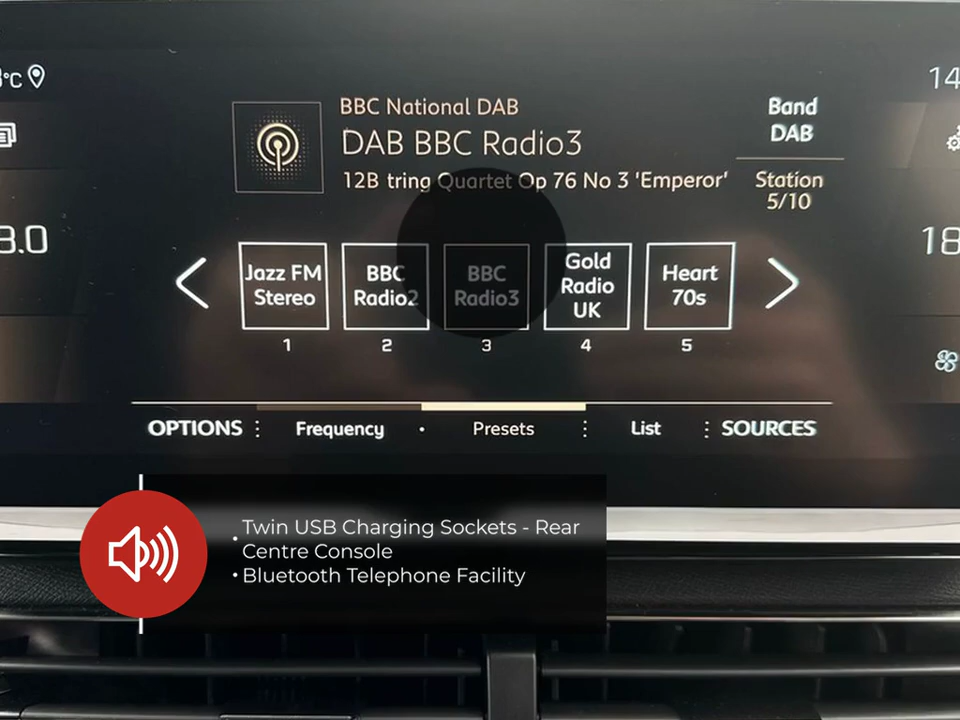 °C
14
BBC National DAB
DAB BBC Radio3
12B tring Quartet Op 76 No 3 'Emperor'
Band
DAB
Station
5/10
8.0
18
Jazz FM
Stereo
BBC
Radio2
BBC
Radio3
Gold
Radio
UK
Heart
70s
1
2
3
4
5
OPTIONS
Frequency
Presets
List
SOURCES
• Twin USB Charging Sockets - Rear
Centre Console
• Bluetooth Telephone Facility